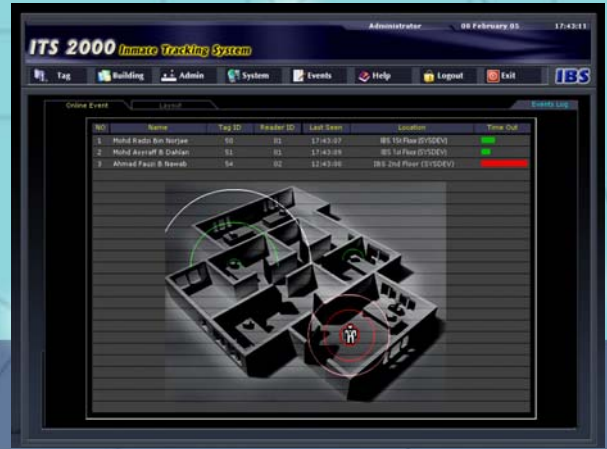 Administrator 08 February 05 17:43:11
ITS 2000 Inmate Tracking System
Tag Building Admin System Events Help Logout Exit IBS
Online Event Layout Events Log
NO Name Tag ID Reader ID Last Seen Location Time Out
1 Mohd Radzi Bin Norjee 50 01 17:43:07 IBS 1St Floor (SYSDEV)
2 Mohd Asyraff B Dahlan 51 01 17:43:09 IBS 1st Floor (SYSDEV)
3 Ahmad Fauzi B Nawab 54 02 12:43:00 IBS 2nd Floor (SYSDEV)